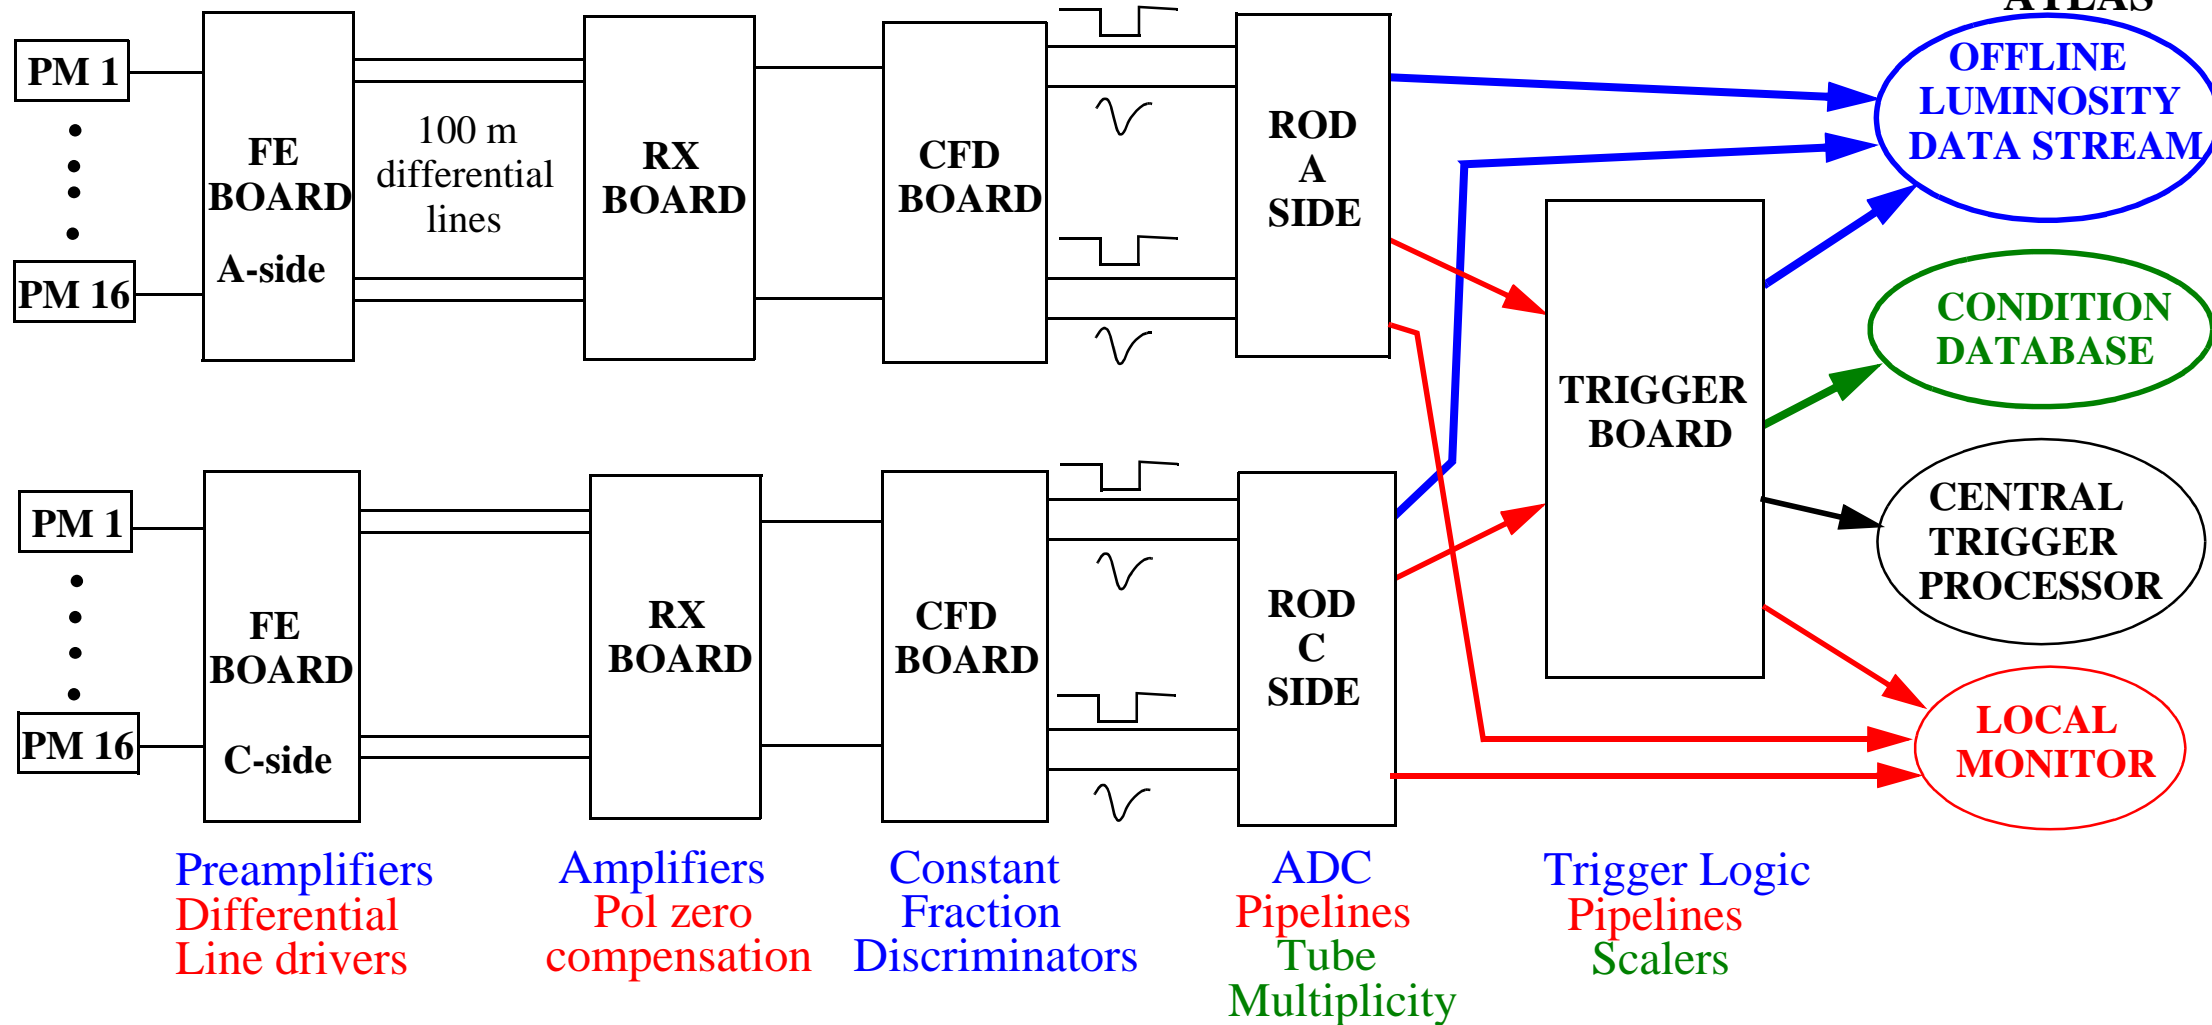 ATLAS
PM 1
PM 16
FE
BOARD
A-side
100 m
differential
lines
RX
BOARD
CFD
BOARD
ROD
A
SIDE
TRIGGER
BOARD
OFFLINE
LUMINOSITY
DATA STREAM
CONDITION
DATABASE
CENTRAL
TRIGGER
PROCESSOR
LOCAL
MONITOR
PM 1
PM 16
FE
BOARD
C-side
RX
BOARD
CFD
BOARD
ROD
C
SIDE
Preamplifiers
Differential
Line drivers
Amplifiers
Pol zero
compensation
Constant
Fraction
Discriminators
ADC
Pipelines
Tube
Multiplicity
Trigger Logic
Pipelines
Scalers